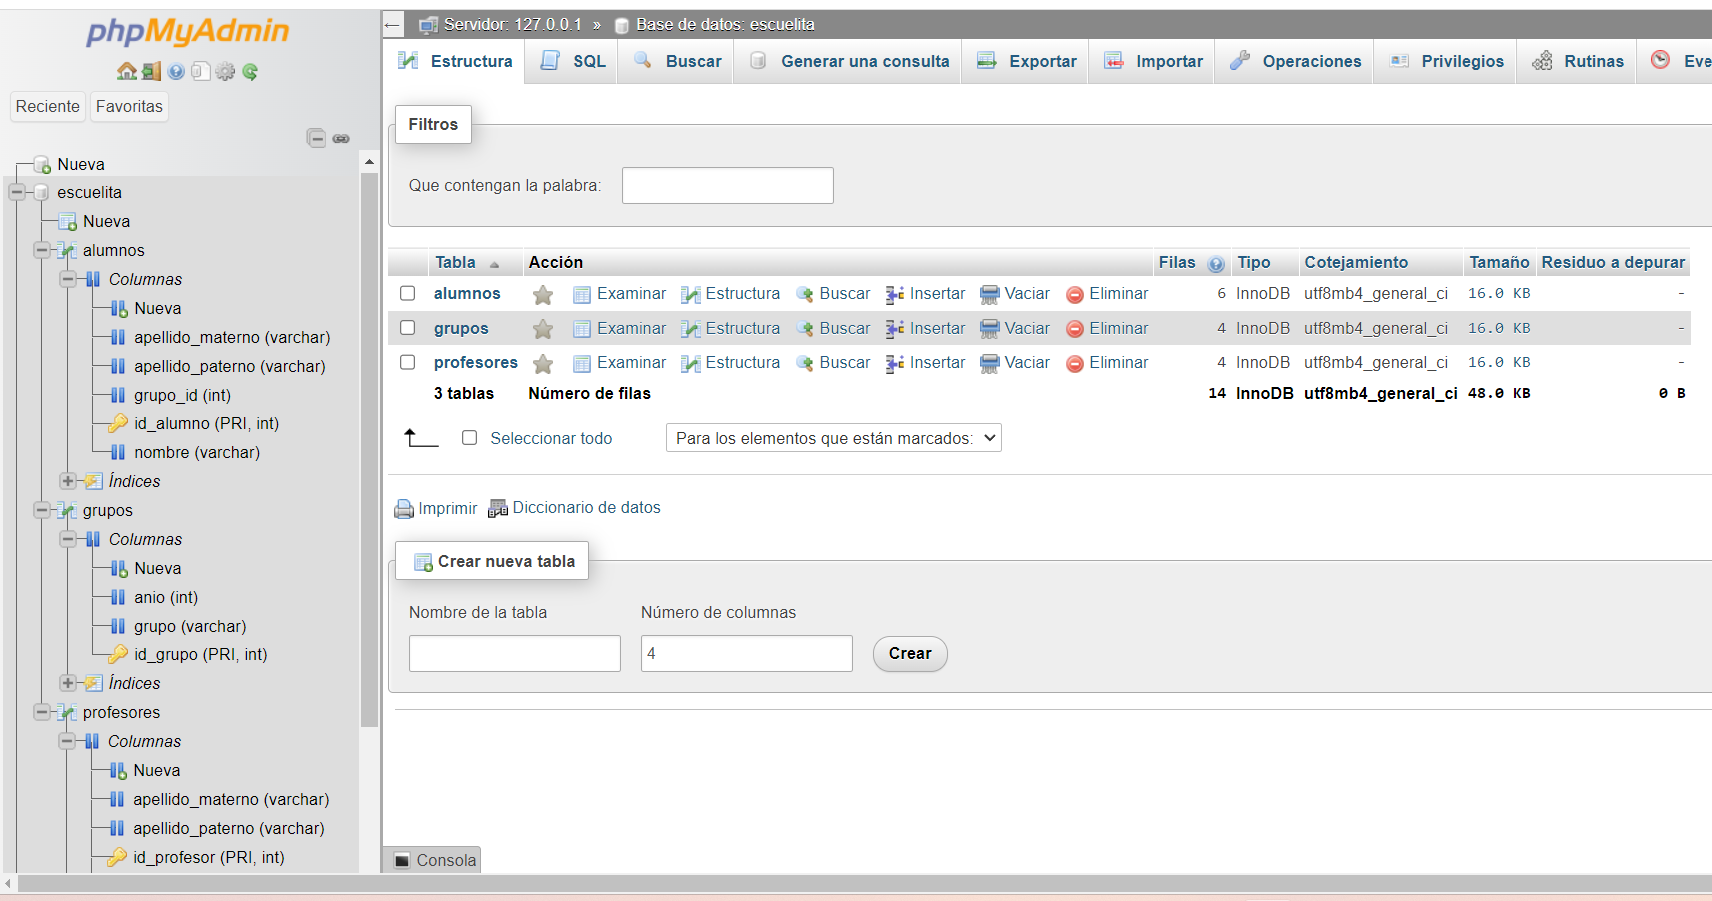 phpMyAdmin
Reciente Favoritas
Nueva
escuelita
Nueva
alumnos
Columnas
Nueva
apellido_materno (varchar)
apellido_paterno (varchar)
grupo_id (int)
id_alumno (PRI, int)
nombre (varchar)
Índices
grupos
Columnas
Nueva
anio (int)
grupo (varchar)
id_grupo (PRI, int)
Índices
profesores
Columnas
Nueva
apellido_materno (varchar)
apellido_paterno (varchar)
id_profesor (PRI, int)
Servidor: 127.0.0.1 » Base de datos: escuelita
Estructura SQL Buscar Generar una consulta Exportar Importar Operaciones Privilegios Rutinas Eve
Filtros
Que contengan la palabra:
Tabla Acción Filas Tipo Cotejamiento Tamaño Residuo a depurar
alumnos Examinar Estructura Buscar Insertar Vaciar Eliminar 6 InnoDB utf8mb4_general_ci 16.0 KB -
grupos Examinar Estructura Buscar Insertar Vaciar Eliminar 4 InnoDB utf8mb4_general_ci 16.0 KB -
profesores Examinar Estructura Buscar Insertar Vaciar Eliminar 4 InnoDB utf8mb4_general_ci 16.0 KB -
3 tablas Número de filas 14 InnoDB utf8mb4_general_ci 48.0 KB 0 B
Seleccionar todo Para los elementos que están marcados:
Imprimir Diccionario de datos
Crear nueva tabla
Nombre de la tabla Número de columnas
4 Crear
Consola